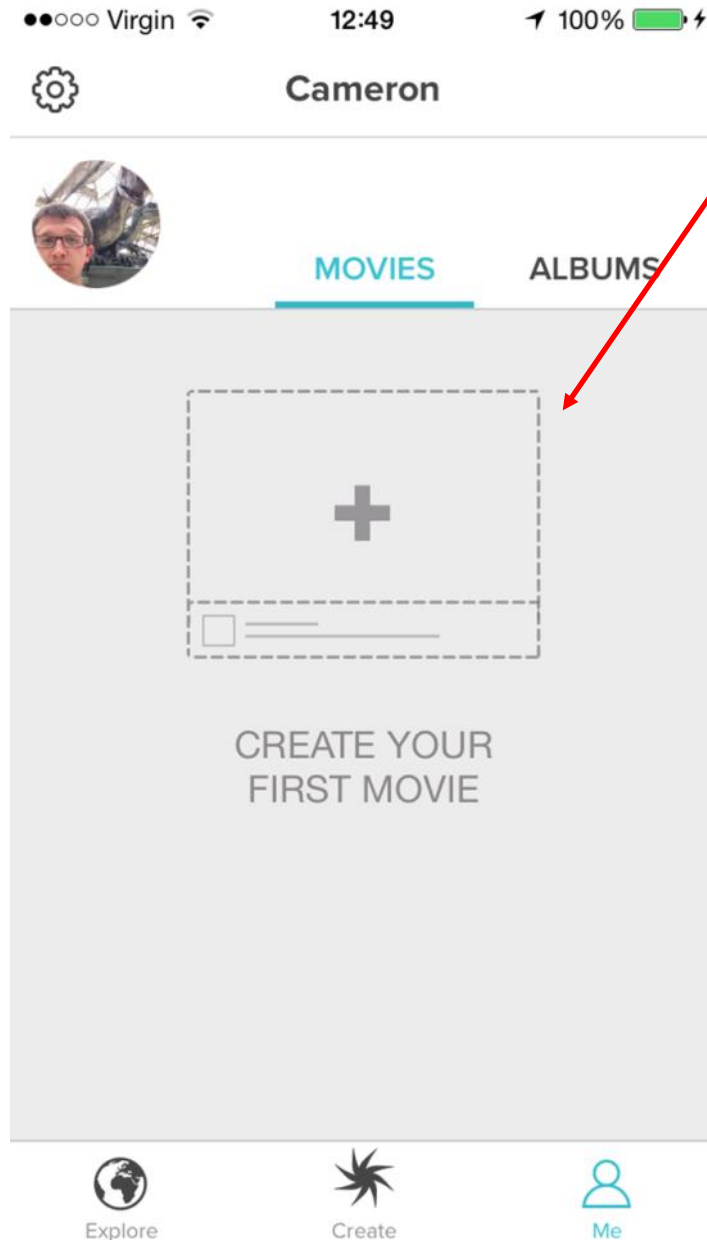 Virgin 12:49 100%
Cameron
MOVIES ALBUMS
CREATE YOUR
FIRST MOVIE
Explore Create Me